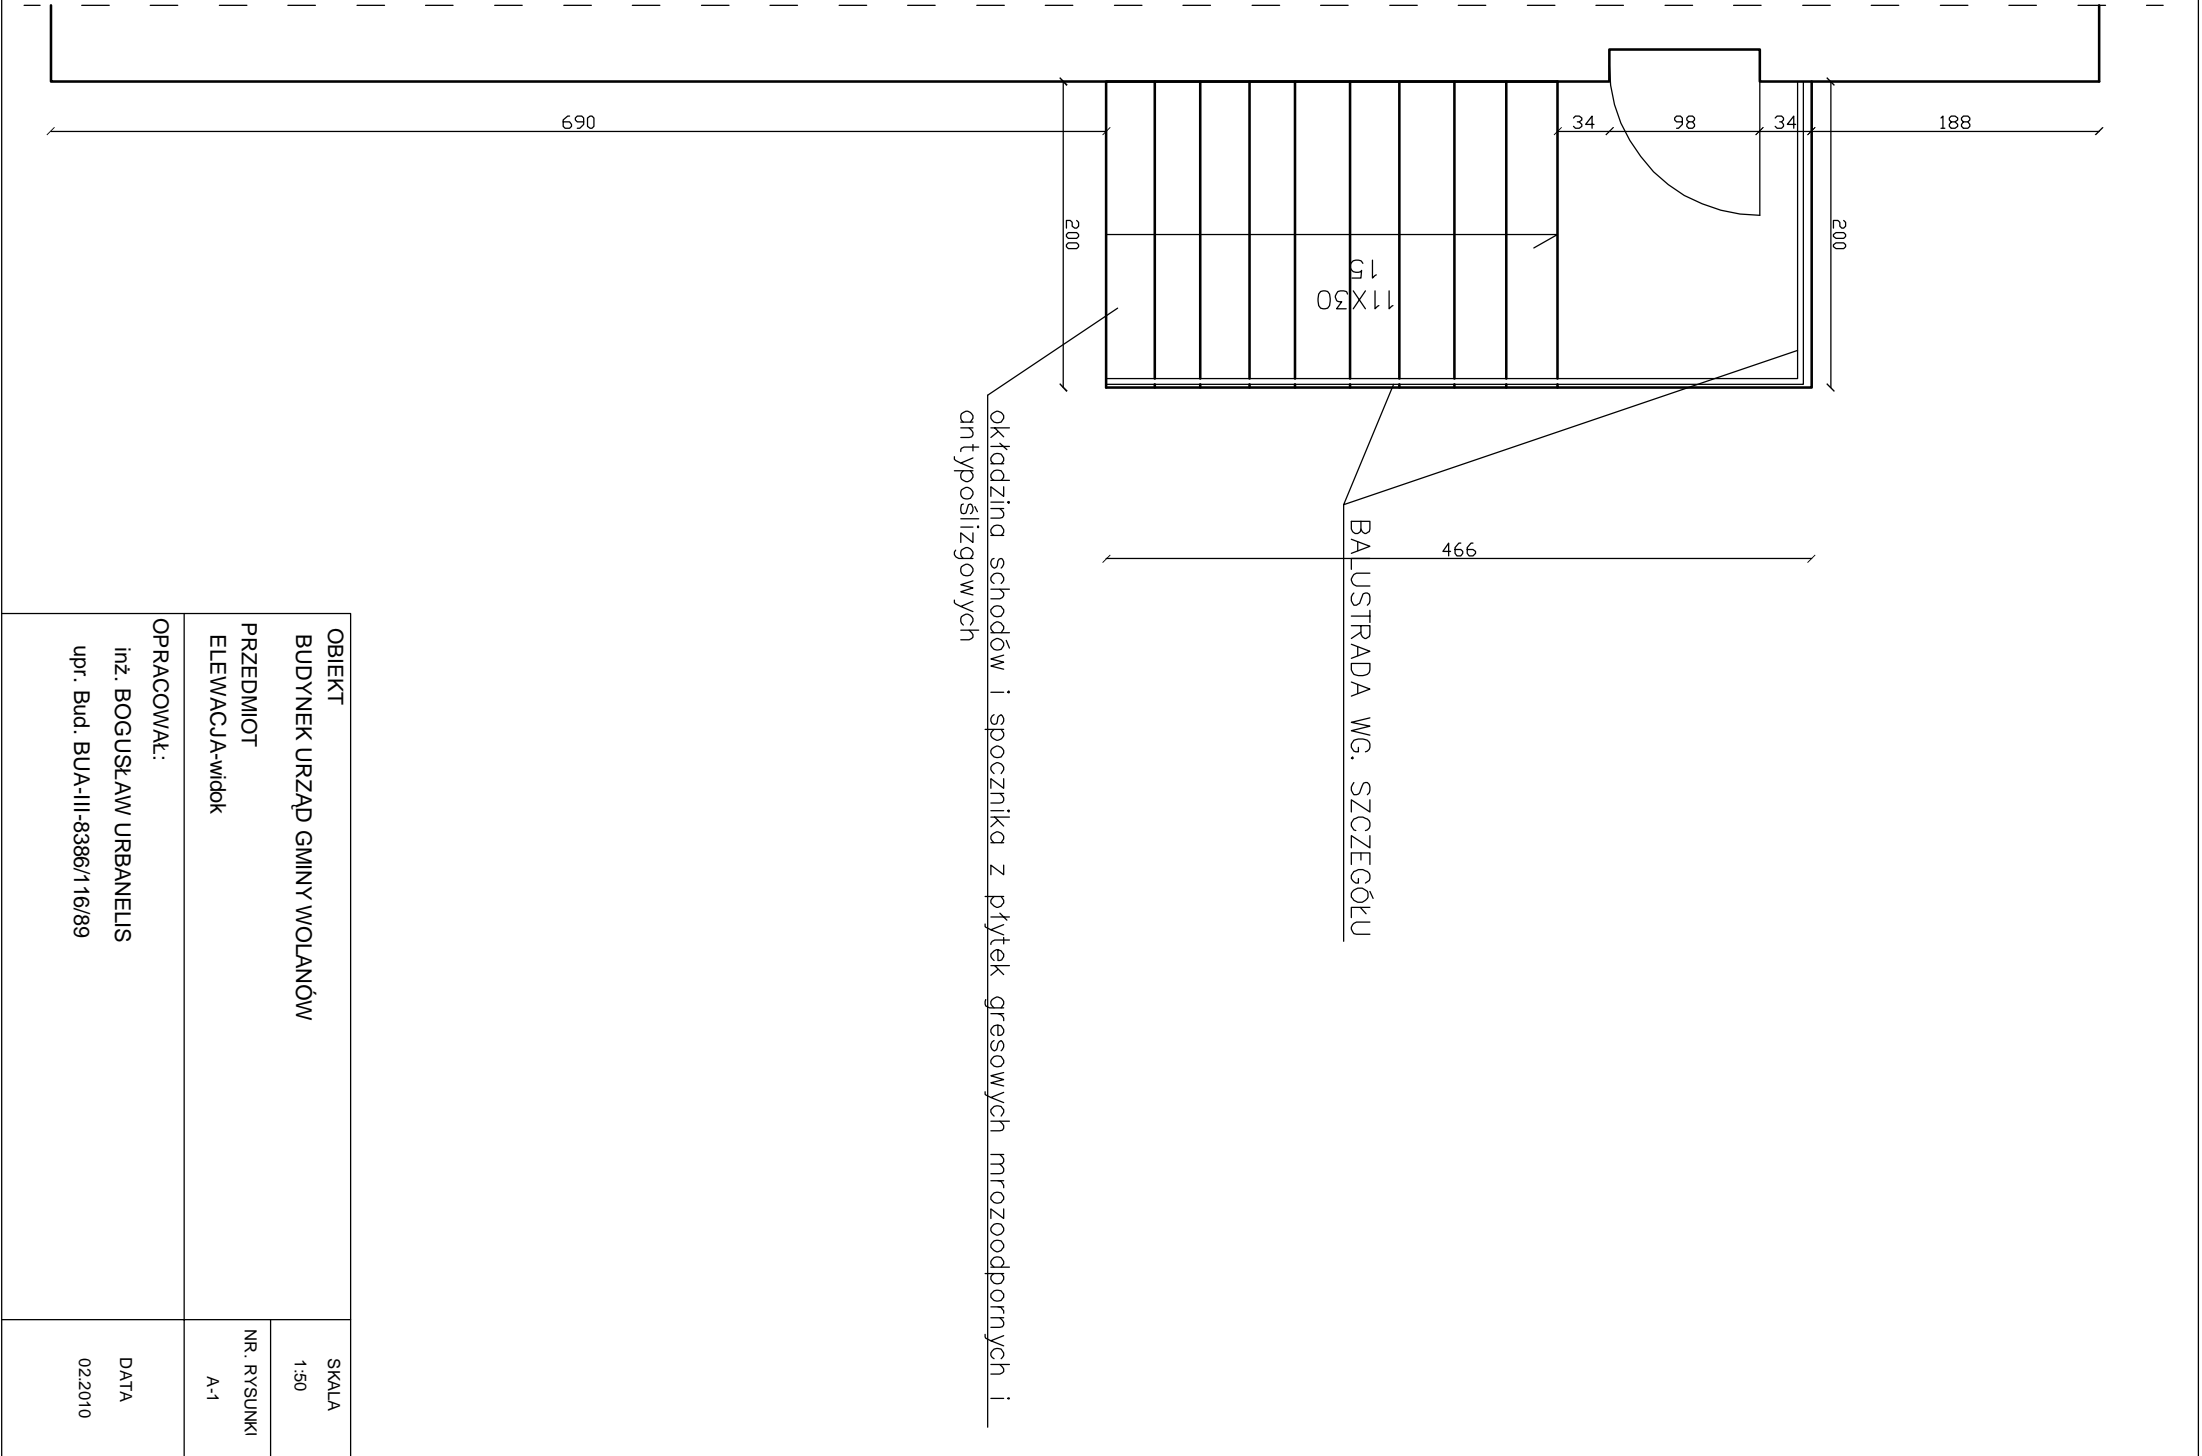 690
34
98
34
188
200
200
15
11X30
466
BALUSTRADA WG. SZCZEGÓŁU
okładzina schodów i spocznika z płytek gresowych mrozoodpornych i
antypoślizgowych
OBIEKT
BUDYNEK URZĄD GMINY WOLANÓW
SKALA
1:50
PRZEDMIOT
ELEWACJA-widok
NR. RYSUNKI
A-1
OPRACOWAŁ:
inż. BOGUSŁAW URBANELIS
upr. Bud. BUA-III-8386/116/89
DATA
02.2010